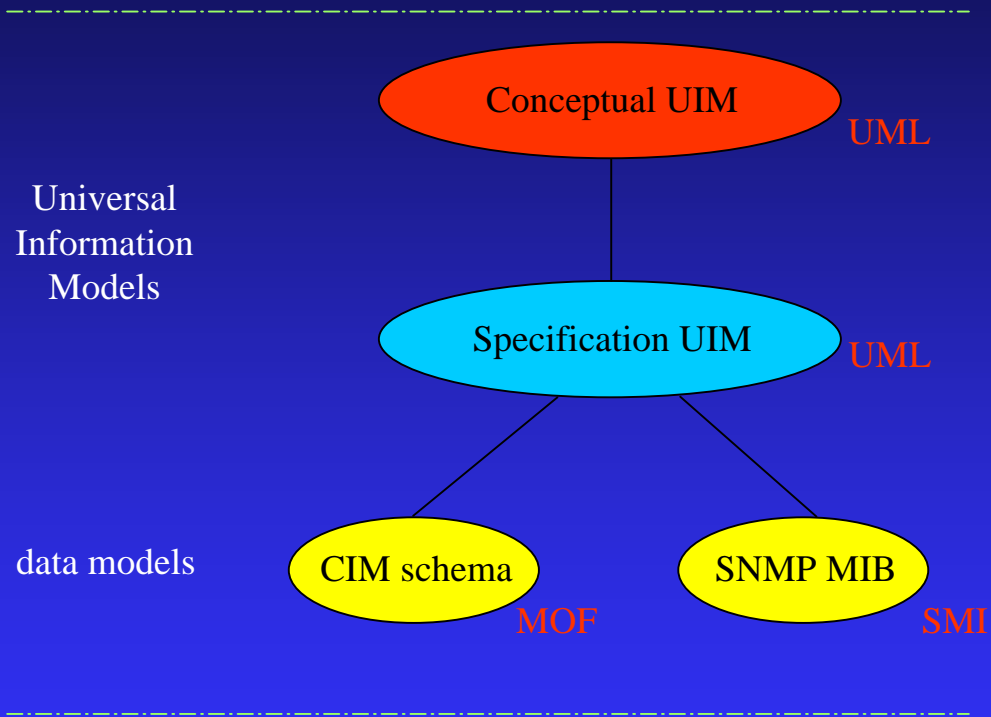 Conceptual UIM
UML
Universal
Information
Models
Specification UIM
UML
data models
CIM schema
MOF
SNMP MIB
SMI